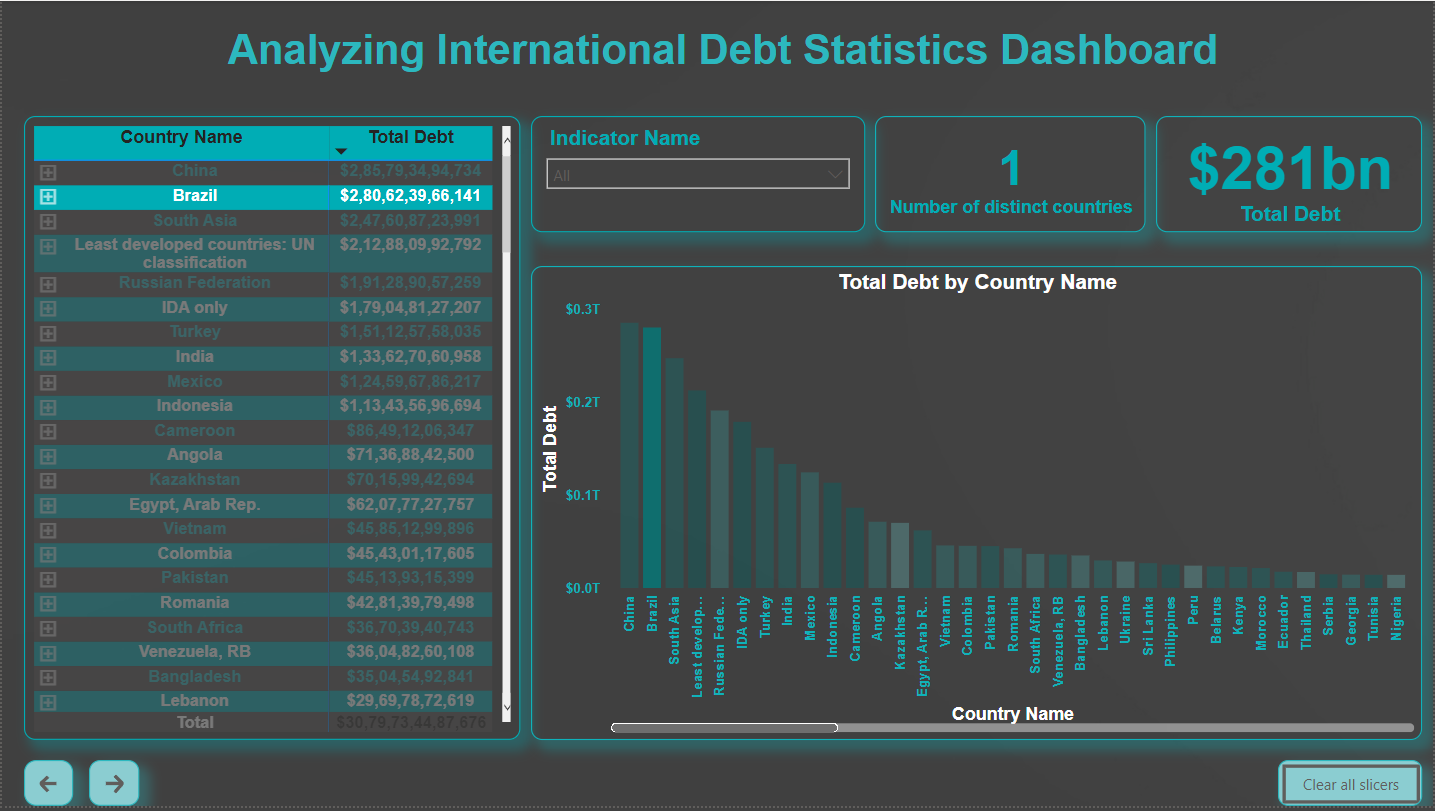 Analyzing International Debt Statistics Dashboard
Country Name Total Debt
China $2,85,79,34,94,734
Brazil $2,80,62,39,66,141
South Asia $2,47,60,87,23,991
Least developed countries: UN $2,12,88,09,92,792
classification
Russian Federation $1,91,28,90,57,259
IDA only $1,79,04,81,27,207
Turkey $1,51,12,57,58,035
India $1,33,62,70,60,958
Mexico $1,24,59,67,86,217
Indonesia $1,13,43,56,96,694
Cameroon $86,49,12,06,347
Angola $71,36,88,42,500
Kazakhstan $70,15,99,42,694
Egypt, Arab Rep. $62,07,77,27,757
Vietnam $45,85,12,99,896
Colombia $45,43,01,17,605
Pakistan $45,13,93,15,399
Romania $42,81,39,79,498
South Africa $36,70,39,40,743
Venezuela, RB $36,04,82,60,108
Bangladesh $35,04,54,92,841
Lebanon $29,69,78,72,619
Total $30,79,73,44,87,676
Indicator Name
All
1
Number of distinct countries
$281bn
Total Debt
Total Debt by Country Name
Total Debt
$0.3T
$0.2T
$0.1T
$0.0T
China
Brazil
South Asia
Least develop...
Russian Fede...
IDA only
Turkey
India
Mexico
Indonesia
Cameroon
Angola
Kazakhstan
Egypt, Arab R...
Vietnam
Colombia
Pakistan
Romania
South Africa
Venezuela, RB
Bangladesh
Lebanon
Ukraine
Sri Lanka
Philippines
Peru
Belarus
Kenya
Morocco
Ecuador
Thailand
Serbia
Georgia
Tunisia
Nigeria
Country Name
Clear all slicers